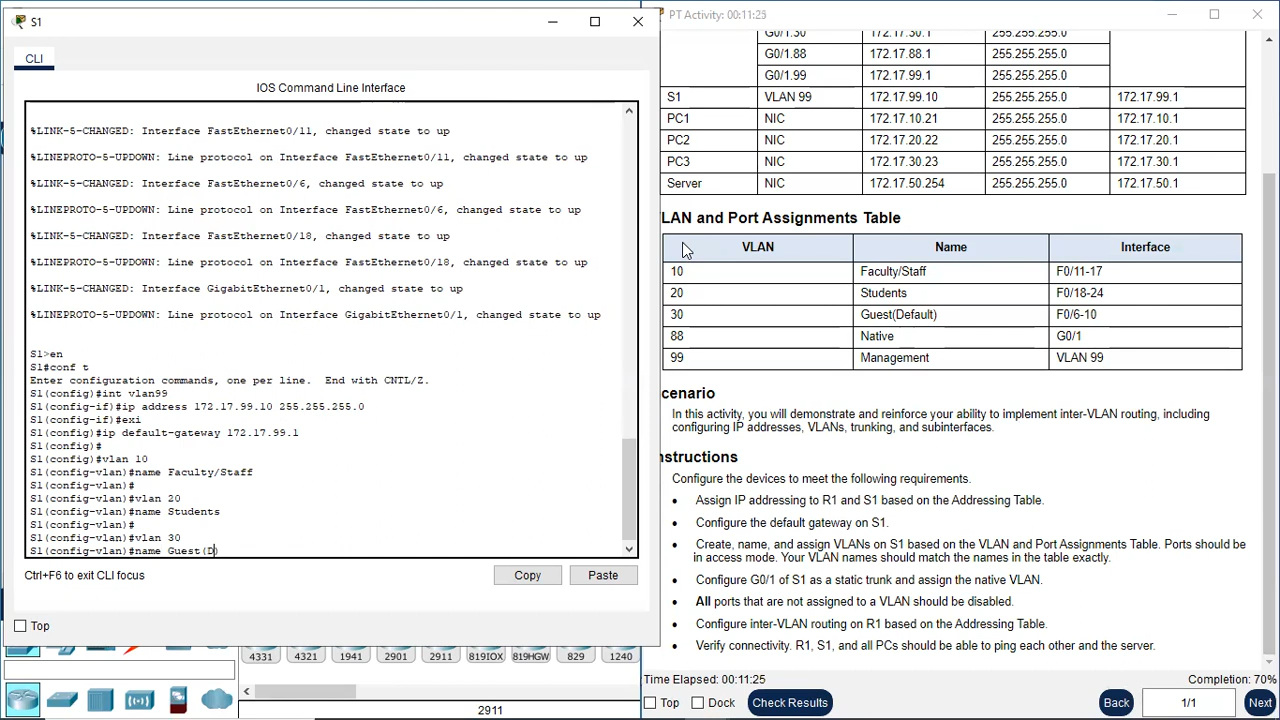 S1
CLI
IOS Command Line Interface
%LINK-5-CHANGED: Interface FastEthernet0/11, changed state to up
%LINEPROTO-5-UPDOWN: Line protocol on Interface FastEthernet0/11, changed state to up
%LINK-5-CHANGED: Interface FastEthernet0/6, changed state to up
%LINEPROTO-5-UPDOWN: Line protocol on Interface FastEthernet0/6, changed state to up
%LINK-5-CHANGED: Interface FastEthernet0/18, changed state to up
%LINEPROTO-5-UPDOWN: Line protocol on Interface FastEthernet0/18, changed state to up
%LINK-5-CHANGED: Interface GigabitEthernet0/1, changed state to up
%LINEPROTO-5-UPDOWN: Line protocol on Interface GigabitEthernet0/1, changed state to up
S1>en
S1#conf t
Enter configuration commands, one per line.  End with CNTL/Z.
S1(config)#int vlan99
S1(config-if)#ip address 172.17.99.10 255.255.255.0
S1(config-if)#exi
S1(config)#ip default-gateway 172.17.99.1
S1(config)#
S1(config)#vlan 10
S1(config-vlan)#name Faculty/Staff
S1(config-vlan)#
S1(config-vlan)#vlan 20
S1(config-vlan)#name Students
S1(config-vlan)#
S1(config-vlan)#vlan 30
S1(config-vlan)#name Guest(D)
Ctrl+F6 to exit CLI focus
Copy
Paste
Top
4331 4321 1941 2901 2911 819IOX 819HGW 829 1240
2911
PT Activity: 00:11:25
G0/1.30 172.17.30.1 255.255.255.0
G0/1.88 172.17.88.1 255.255.255.0
G0/1.99 172.17.99.1 255.255.255.0
S1 VLAN 99 172.17.99.10 255.255.255.0 172.17.99.1
PC1 NIC 172.17.10.21 255.255.255.0 172.17.10.1
PC2 NIC 172.17.20.22 255.255.255.0 172.17.20.1
PC3 NIC 172.17.30.23 255.255.255.0 172.17.30.1
Server NIC 172.17.50.254 255.255.255.0 172.17.50.1
LAN and Port Assignments Table
VLAN Name Interface
10 Faculty/Staff F0/11-17
20 Students F0/18-24
30 Guest(Default) F0/6-10
88 Native G0/1
99 Management VLAN 99
cenario
In this activity, you will demonstrate and reinforce your ability to implement inter-VLAN routing, including
configuring IP addresses, VLANs, trunking, and subinterfaces.
nstructions
Configure the devices to meet the following requirements.
• Assign IP addressing to R1 and S1 based on the Addressing Table.
• Configure the default gateway on S1.
• Create, name, and assign VLANs on S1 based on the VLAN and Port Assignments Table. Ports should be
in access mode. Your VLAN names should match the names in the table exactly.
• Configure G0/1 of S1 as a static trunk and assign the native VLAN.
• All ports that are not assigned to a VLAN should be disabled.
• Configure inter-VLAN routing on R1 based on the Addressing Table.
• Verify connectivity. R1, S1, and all PCs should be able to ping each other and the server.
Time Elapsed: 00:11:25 Completion: 70%
Top Dock Check Results Back 1/1 Next